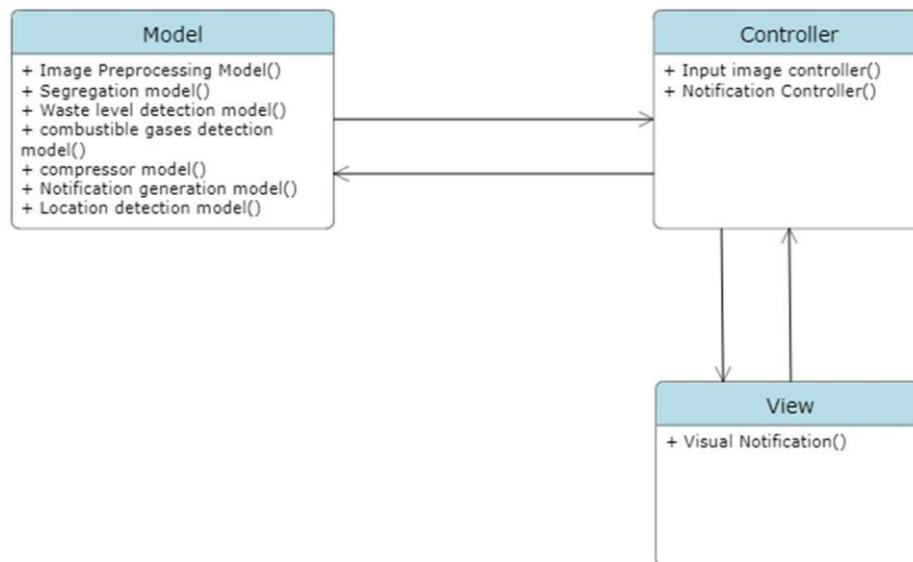 Model
+ Image Preprocessing Model()
+ Segregation model()
+ Waste level detection model()
+ combustible gases detection
model()
+ compressor model()
+ Notification generation model()
+ Location detection model()
Controller
+ Input image controller()
+ Notification Controller()
View
+ Visual Notification()